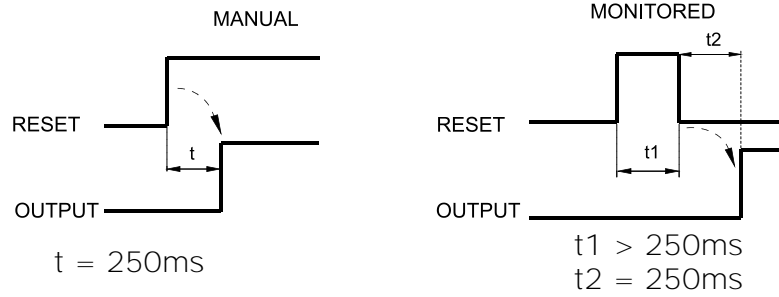 MANUAL
RESET
t
OUTPUT
t = 250ms
MONITORED
t2
RESET
t1
OUTPUT
t1 > 250ms
t2 = 250ms